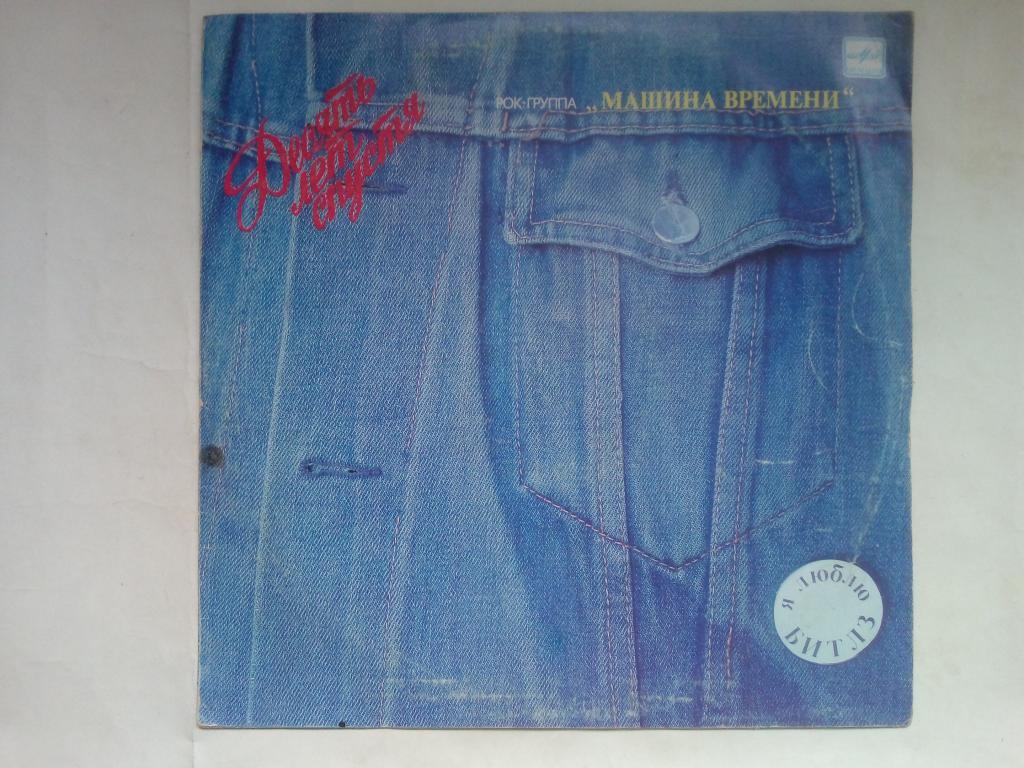 Десять
лет
спустя
РОК-ГРУППА „МАШИНА ВРЕМЕНИ“
Я ЛЮБЛЮ
БИТЛЗ